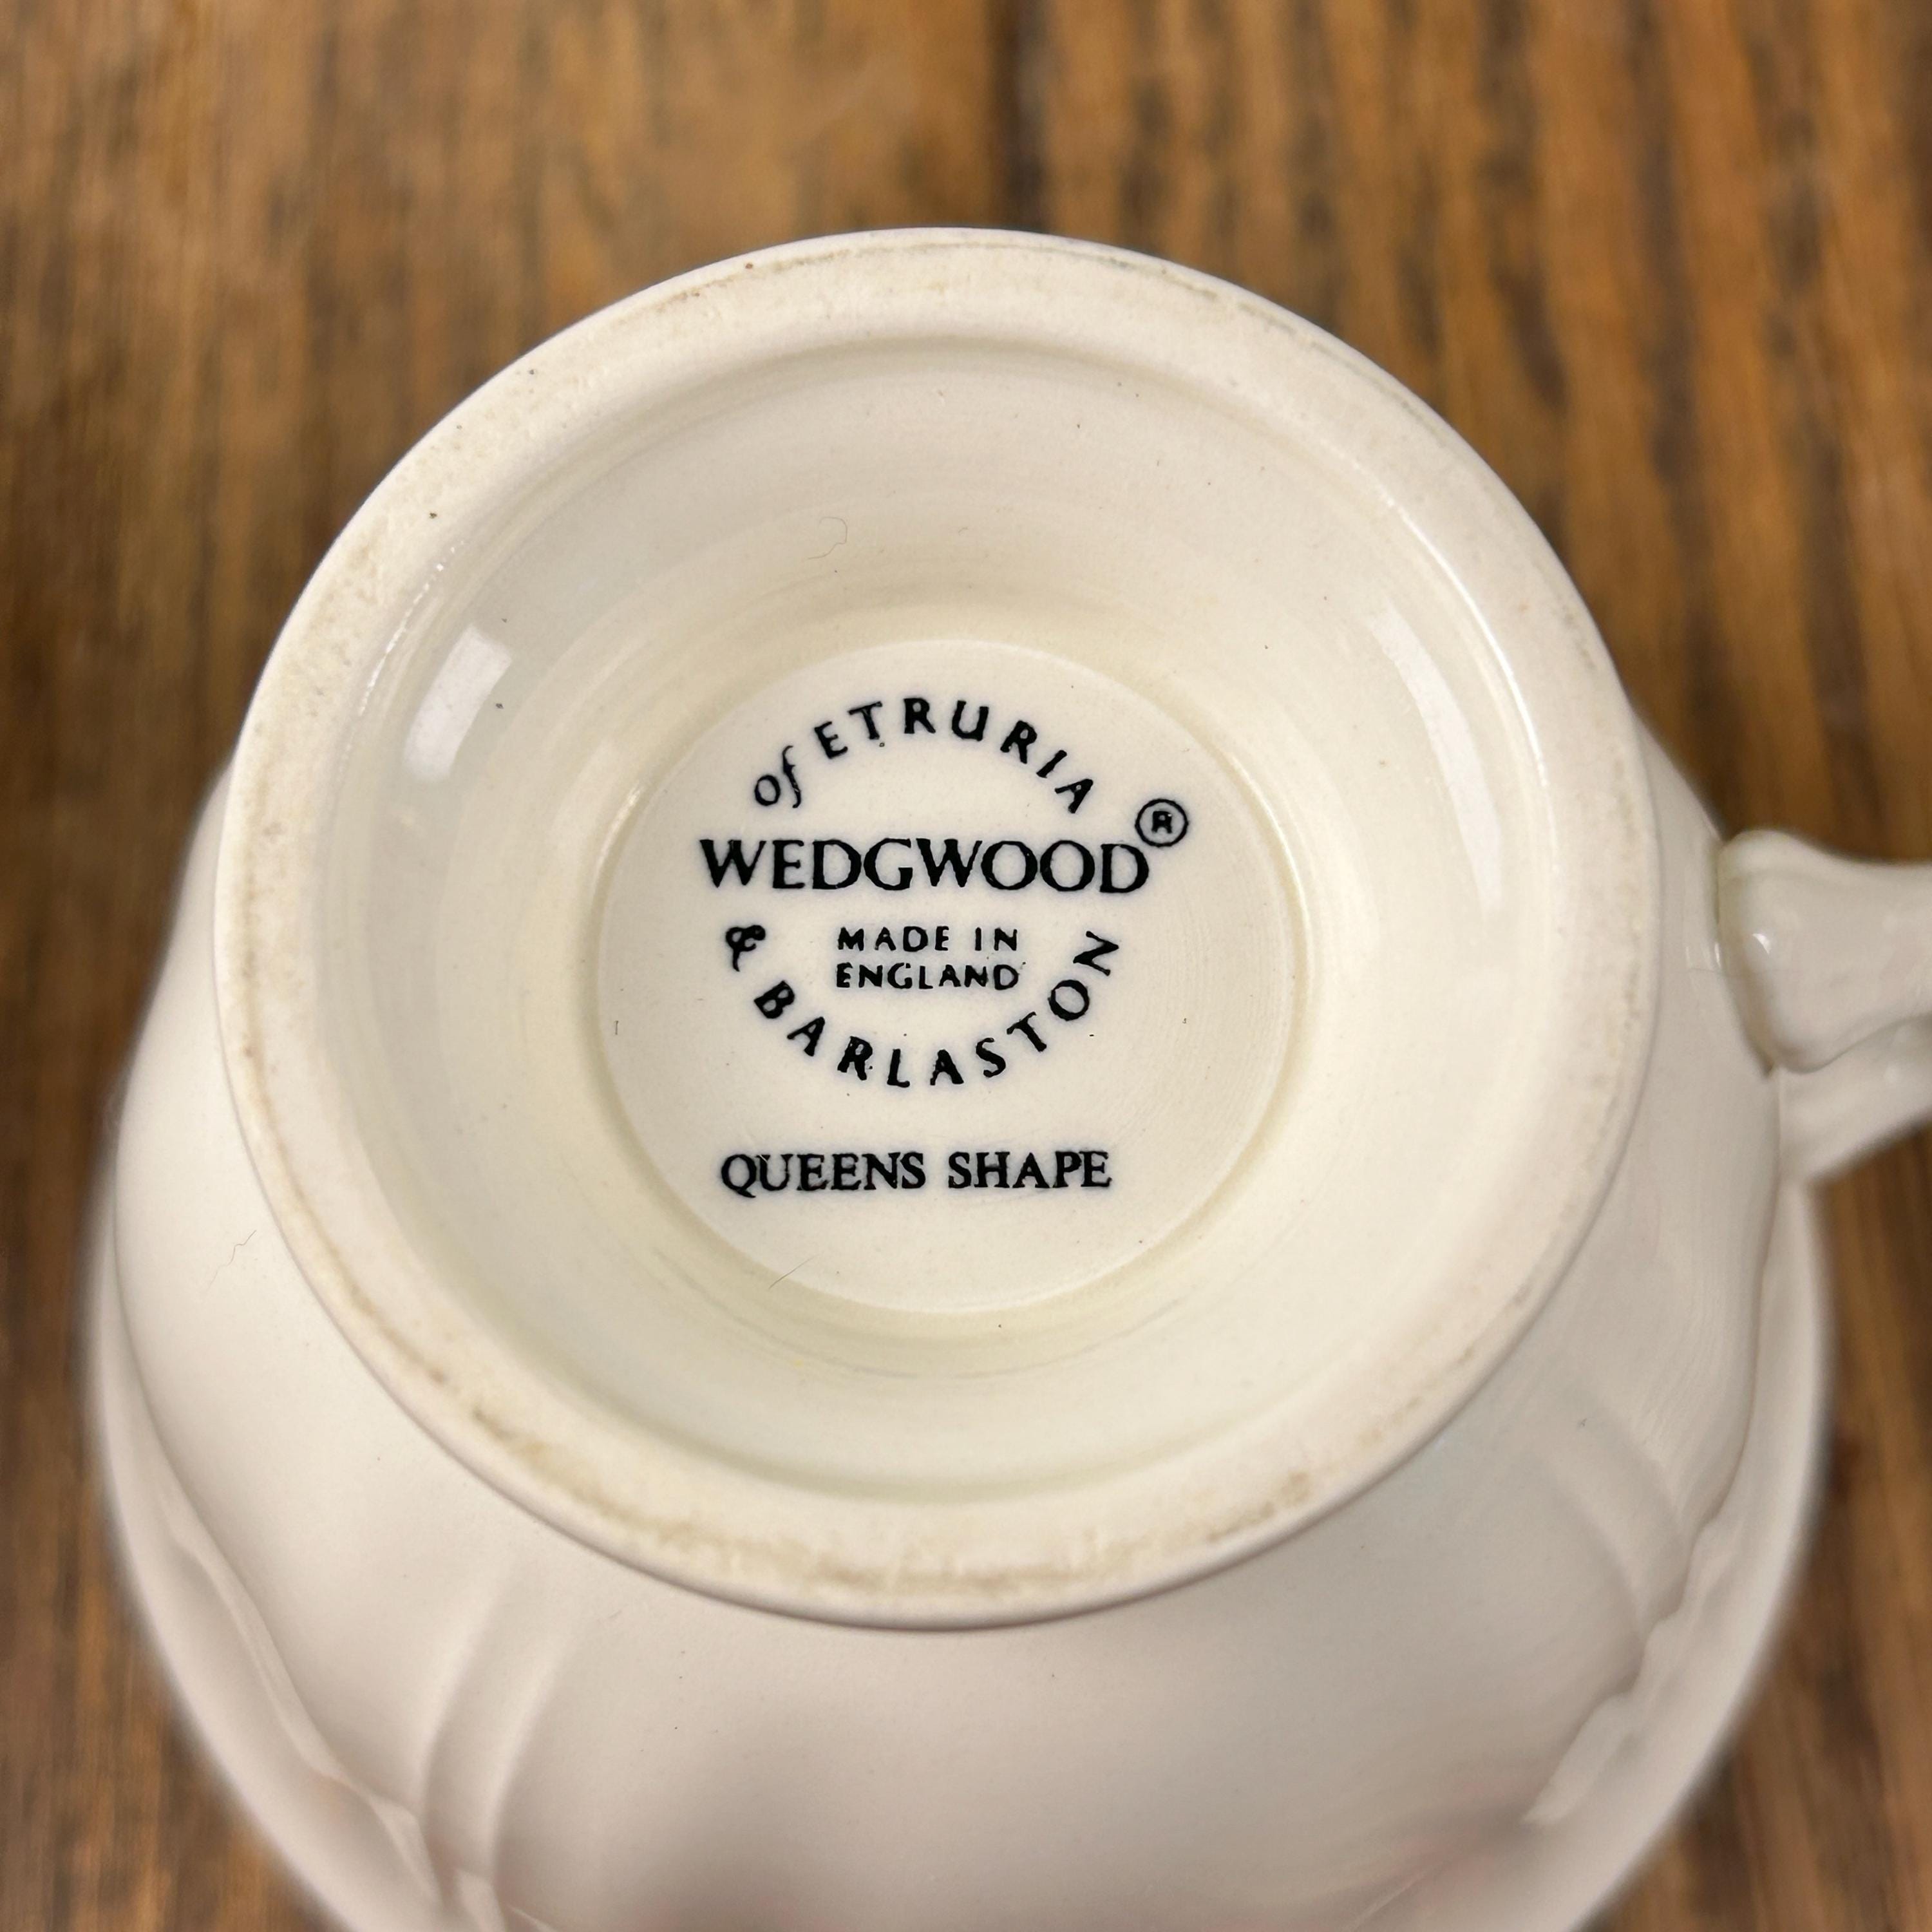 of ETRURIA
WEDGWOOD®
MADE IN
ENGLAND
& BARLASTON
QUEENS SHAPE